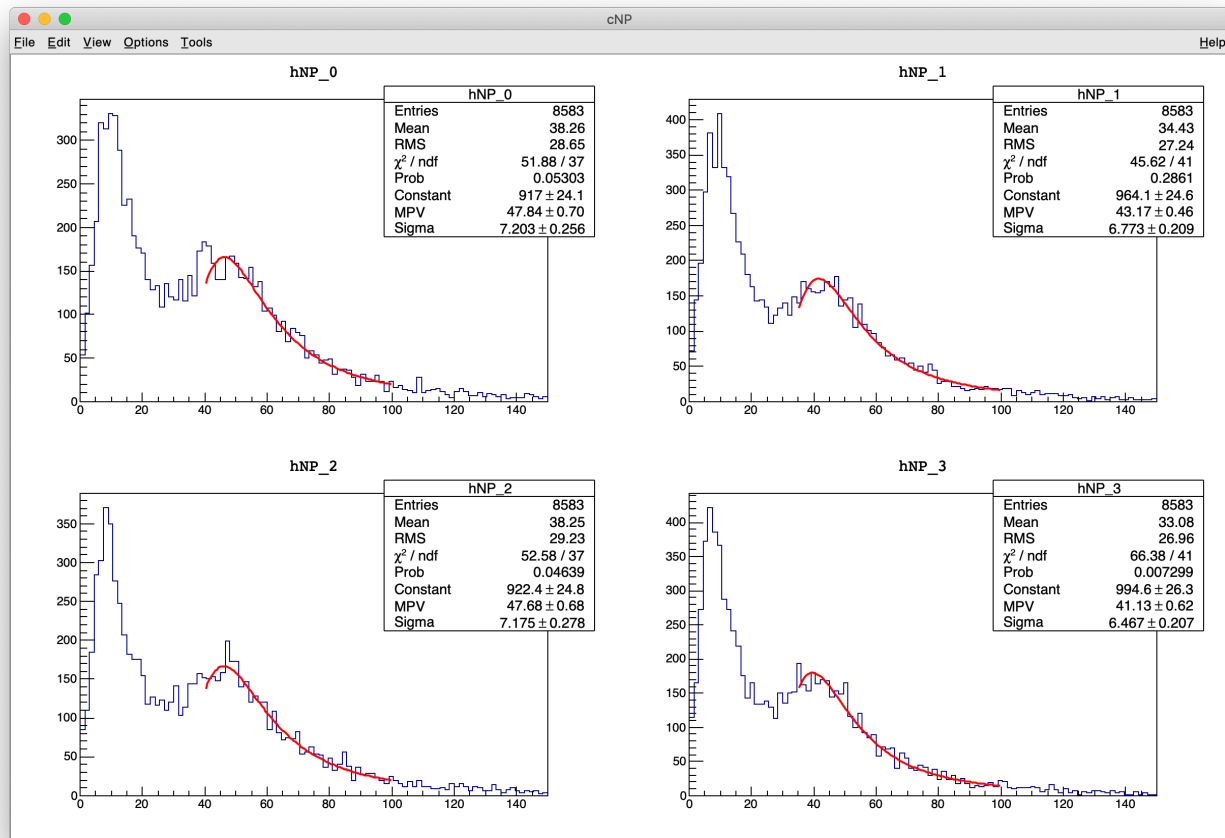 cNP
File Edit View Options Tools Help
hNP_0
hNP_0
Entries 8583
Mean 38.26
RMS 28.65
χ² / ndf 51.88 / 37
Prob 0.05303
Constant 917 ± 24.1
MPV 47.84 ± 0.70
Sigma 7.203 ± 0.256
300
250
200
150
100
50
0
0 20 40 60 80 100 120 140
hNP_1
hNP_1
Entries 8583
Mean 34.43
RMS 27.24
χ² / ndf 45.62 / 41
Prob 0.2861
Constant 964.1 ± 24.6
MPV 43.17 ± 0.46
Sigma 6.773 ± 0.209
400
350
300
250
200
150
100
50
0
0 20 40 60 80 100 120 140
hNP_2
hNP_2
Entries 8583
Mean 38.25
RMS 29.23
χ² / ndf 52.58 / 37
Prob 0.04639
Constant 922.4 ± 24.8
MPV 47.68 ± 0.68
Sigma 7.175 ± 0.278
350
300
250
200
150
100
50
0
0 20 40 60 80 100 120 140
hNP_3
hNP_3
Entries 8583
Mean 33.08
RMS 26.96
χ² / ndf 66.38 / 41
Prob 0.007299
Constant 994.6 ± 26.3
MPV 41.13 ± 0.62
Sigma 6.467 ± 0.207
400
350
300
250
200
150
100
50
0
0 20 40 60 80 100 120 140